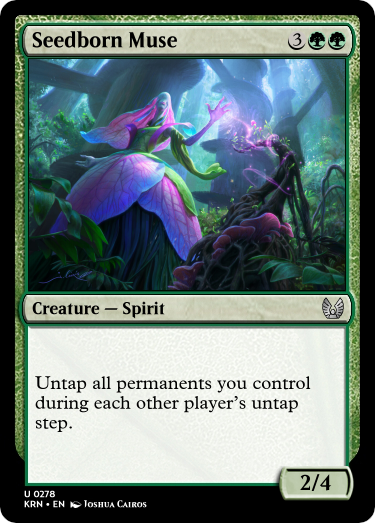 Seedborn Muse 3
Creature — Spirit
Untap all permanents you control
during each other player's untap
step.
2/4
U 0278
KRN • EN Joshua Cairos